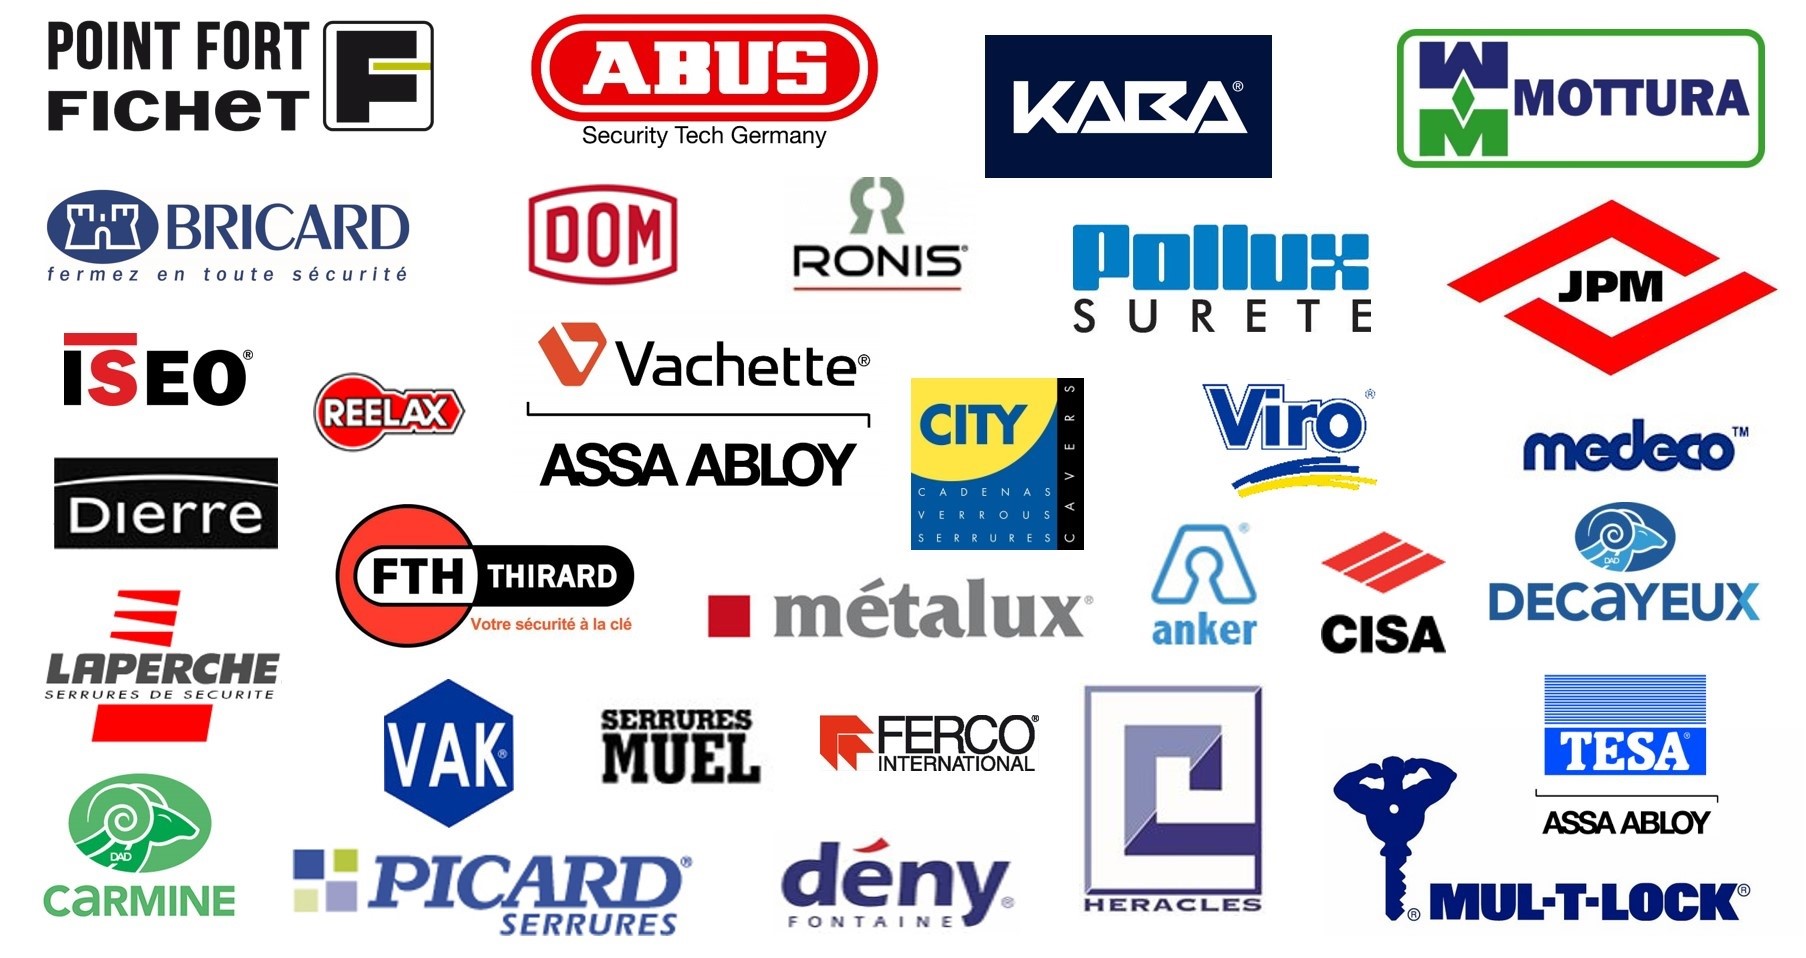 POINT FORT
FICHET
F
ABUS
Security Tech Germany
KABA®
MOTTURA
BRICARD
fermez en toute sécurité
DOM
RONIS®
Pollux
SURETE
JPM
ISEO®
REELAX
Vachette®
ASSA ABLOY
CITY
CADENAS
VERROUS
SERRURES
CAVERS
Viro®
medeco™
Dierre
FTH THIRARD
Votre sécurité à la clé
métalux®
anker®
CISA
DAD
DECAYEUX
LAPERCHE
SERRURES DE SECURITE
VAK®
SERRURES
MUEL
FERCO®
INTERNATIONAL
HERACLES
TESA®
ASSA ABLOY
DAD
CARMINE
PICARD®
SERRURES
dény®
FONTAINE
® MUL-T-LOCK®